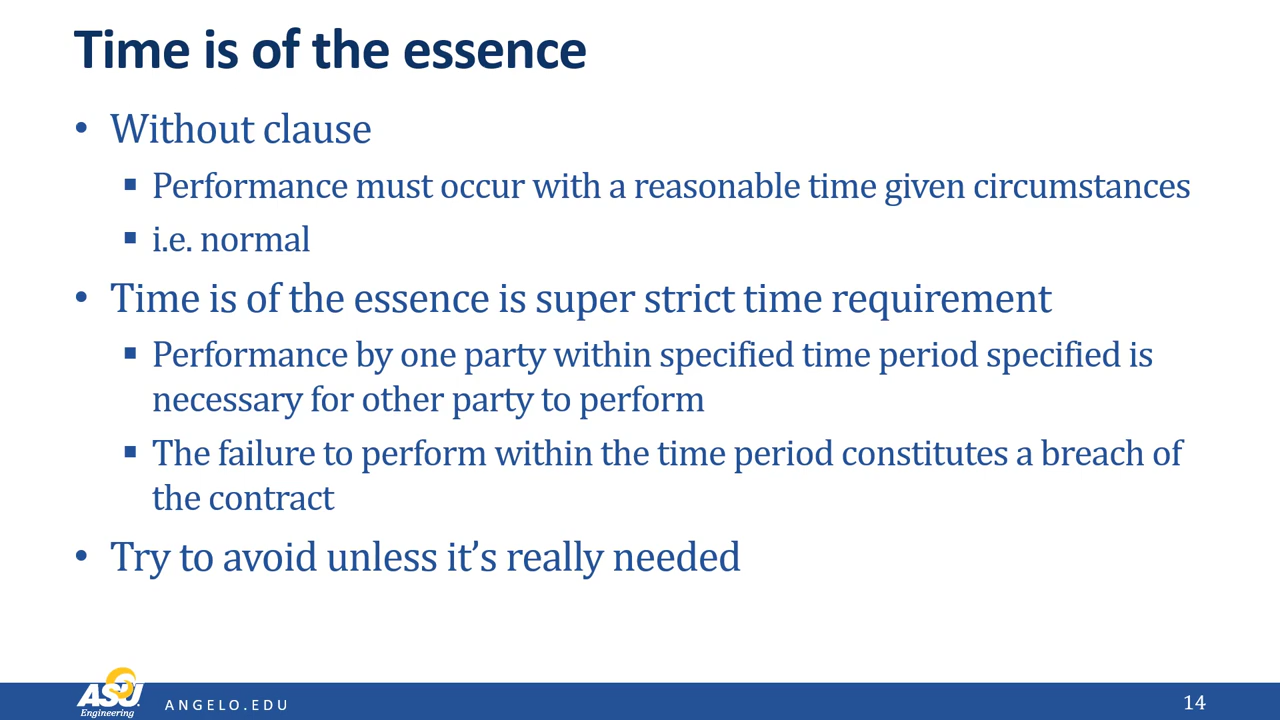 Time is of the essence
• Without clause
▪ Performance must occur with a reasonable time given circumstances
▪ i.e. normal
• Time is of the essence is super strict time requirement
▪ Performance by one party within specified time period specified is
necessary for other party to perform
▪ The failure to perform within the time period constitutes a breach of
the contract
• Try to avoid unless it’s really needed
ASU
Engineering
ANGELO.EDU
14